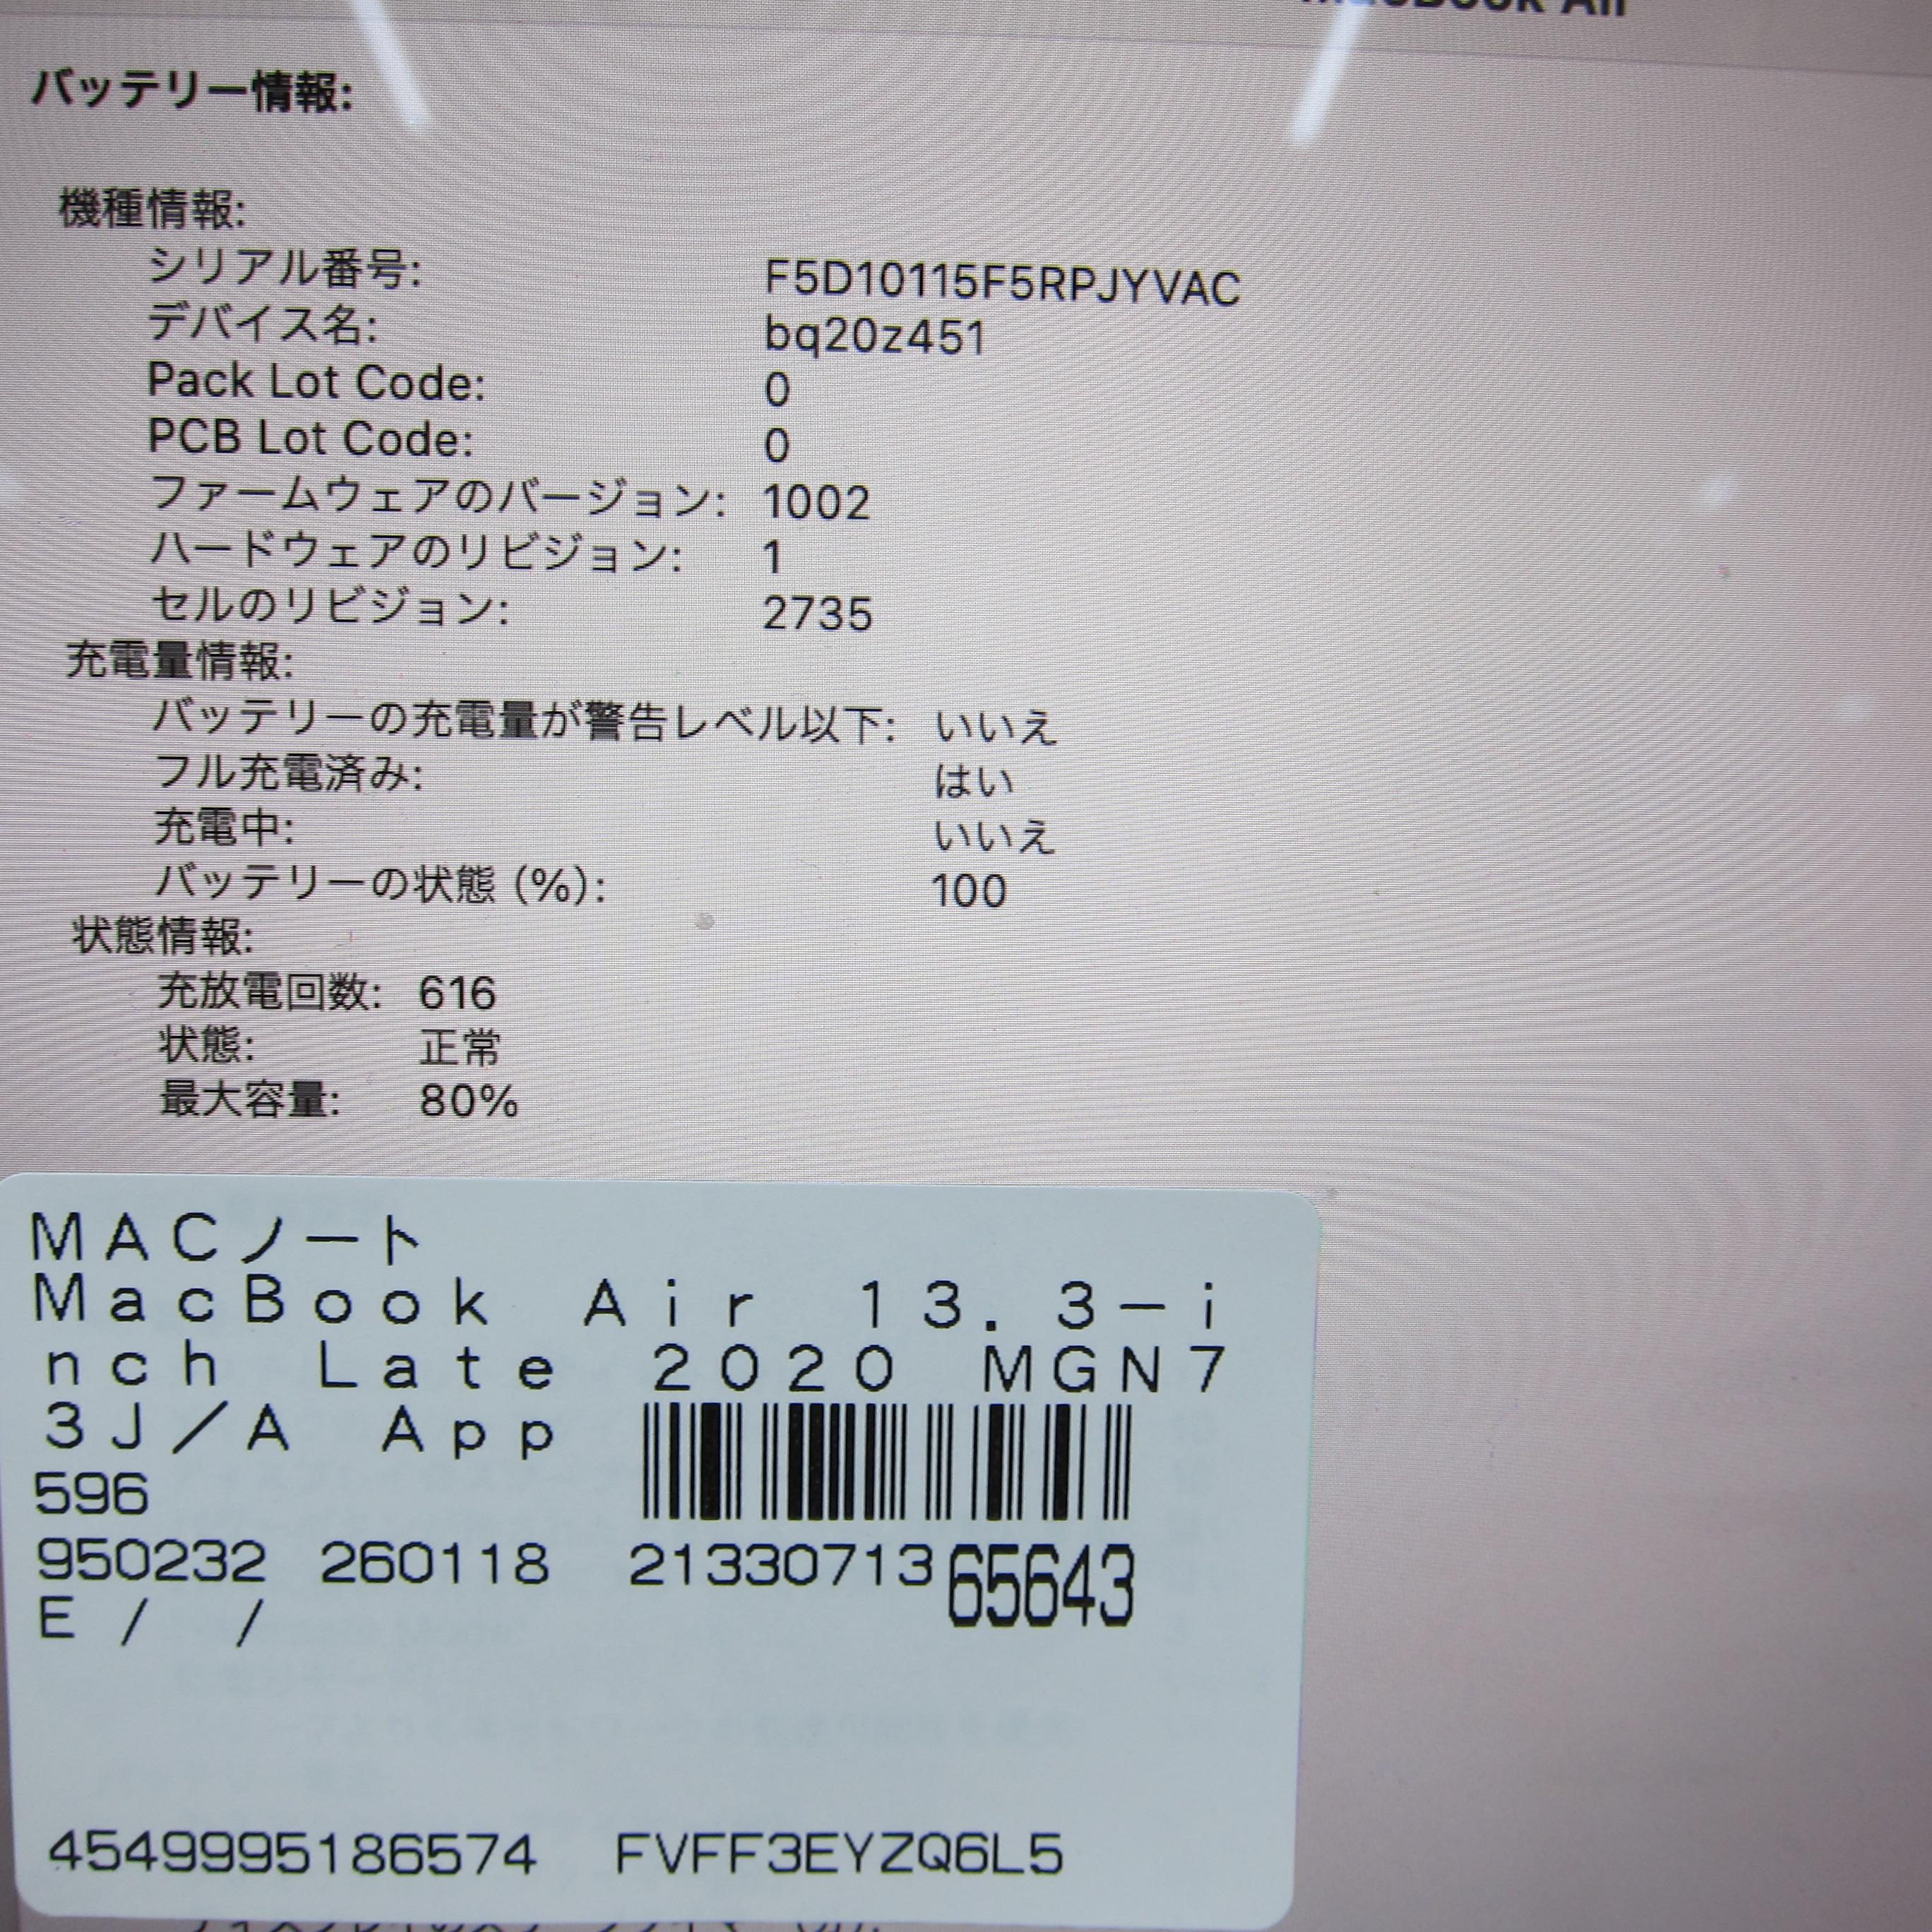 MacBook Air
バッテリー情報:
機種情報:
シリアル番号: F5D10115F5RPJYVAC
デバイス名: bq20z451
Pack Lot Code: 0
PCB Lot Code: 0
ファームウェアのバージョン: 1002
ハードウェアのリビジョン: 1
セルのリビジョン: 2735
充電量情報:
バッテリーの充電量が警告レベル以下: いいえ
フル充電済み: はい
充電中: いいえ
バッテリーの状態 (%): 100
状態情報:
充放電回数: 616
状態: 正常
最大容量: 80%
MACノート
MacBook Air 13.3-i
nch Late 2020 MGN7
3J/A App
596
950232 260118 2133071365643
E / /
4549995186574 FVFF3EYZQ6L5